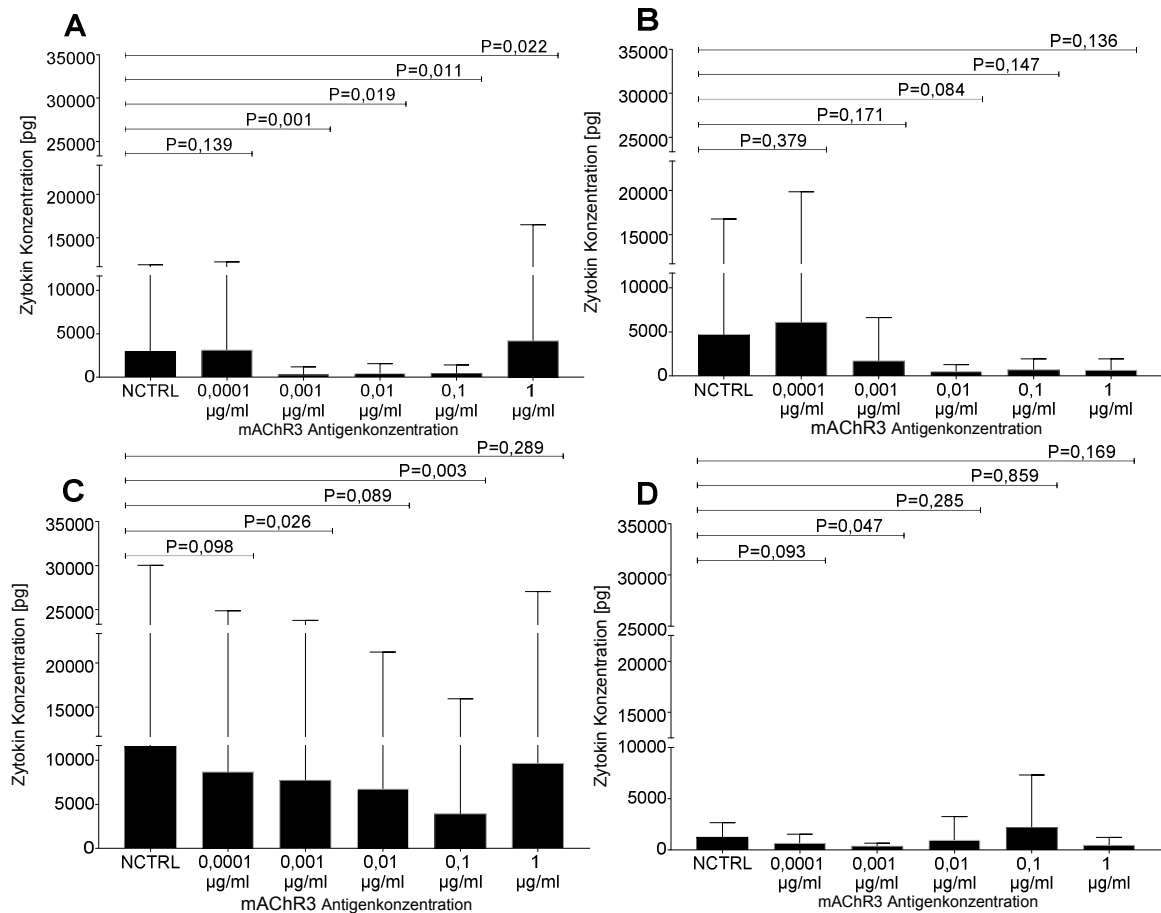 A
P=0,022
P=0,011
P=0,019
P=0,001
P=0,139
Zytokin Konzentration [pg]
35000
30000
25000
20000
15000
10000
5000
0
NCTRL 0,0001 0,001 0,01 0,1 1
µg/ml µg/ml µg/ml µg/ml µg/ml
mAChR3 Antigenkonzentration
B
P=0,136
P=0,147
P=0,084
P=0,171
P=0,379
Zytokin Konzentration [pg]
35000
30000
25000
20000
15000
10000
5000
0
NCTRL 0,0001 0,001 0,01 0,1 1
µg/ml µg/ml µg/ml µg/ml µg/ml
mAChR3 Antigenkonzentration
C
P=0,289
P=0,003
P=0,089
P=0,026
P=0,098
Zytokin Konzentration [pg]
35000
30000
25000
20000
15000
10000
5000
0
NCTRL 0,0001 0,001 0,01 0,1 1
µg/ml µg/ml µg/ml µg/ml µg/ml
mAChR3 Antigenkonzentration
D
P=0,169
P=0,859
P=0,285
P=0,047
P=0,093
Zytokin Konzentration [pg]
35000
30000
25000
20000
15000
10000
5000
0
NCTRL 0,0001 0,001 0,01 0,1 1
µg/ml µg/ml µg/ml µg/ml µg/ml
mAChR3 Antigenkonzentration